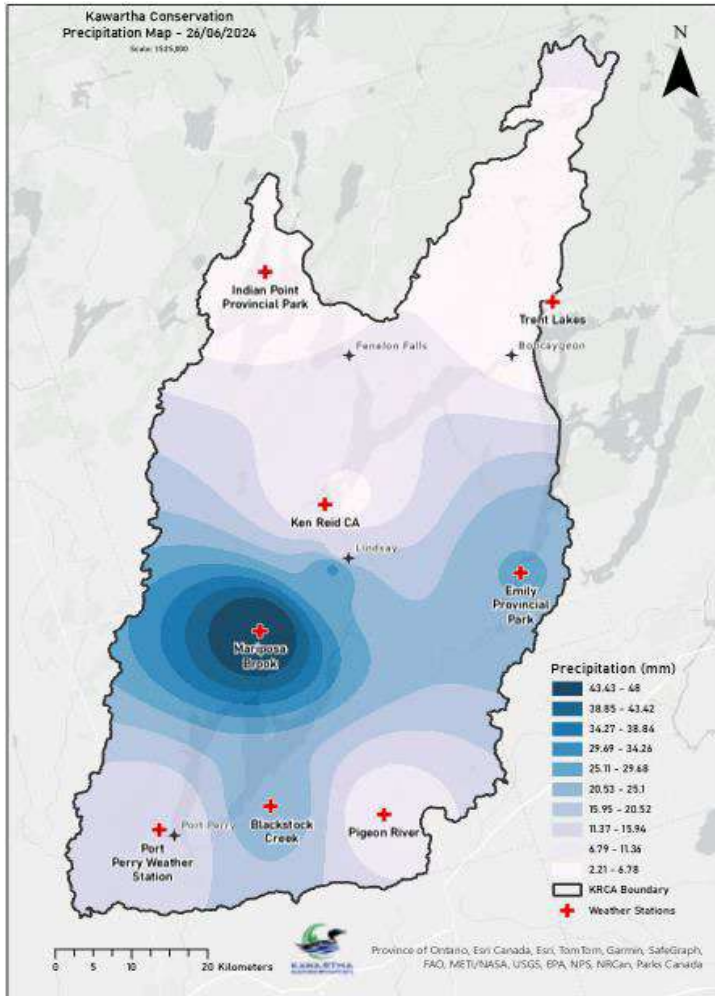 Kawartha Conservation
Precipitation Map - 26/06/2024
N
Indian Point
Provincial Park
Trent Lakes
Fenelon Falls
Bobcaygeon
Ken Reid CA
Lindsay
Emily
Provincial
Park
Mariposa
Brook
Port Perry
Port
Perry Weather
Station
Blackstock
Creek
Pigeon River
Precipitation (mm)
43.43 - 48
38.85 - 43.42
34.27 - 38.84
29.69 - 34.26
25.11 - 29.68
20.53 - 25.1
15.95 - 20.52
11.37 - 15.94
6.79 - 11.36
2.21 - 6.78
KRCA Boundary
Weather Stations
0 5 10 20 Kilometers
KAWARTHA
Province of Ontario, Esri Canada, Esri, TomTom, Garmin, SafeGraph,
FAO, METI/NASA, USGS, EPA, NPS, NRCan, Parks Canada